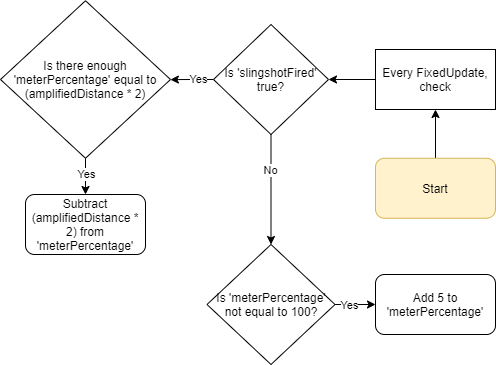 Is there enough
'meterPercentage' equal to
(amplifiedDistance * 2)
Yes
Is 'slingshotFired'
true?
Every FixedUpdate,
check
Start
Yes
Subtract
(amplifiedDistance *
2) from
'meterPercentage'
No
Is 'meterPercentage'
not equal to 100?
Yes
Add 5 to
'meterPercentage'